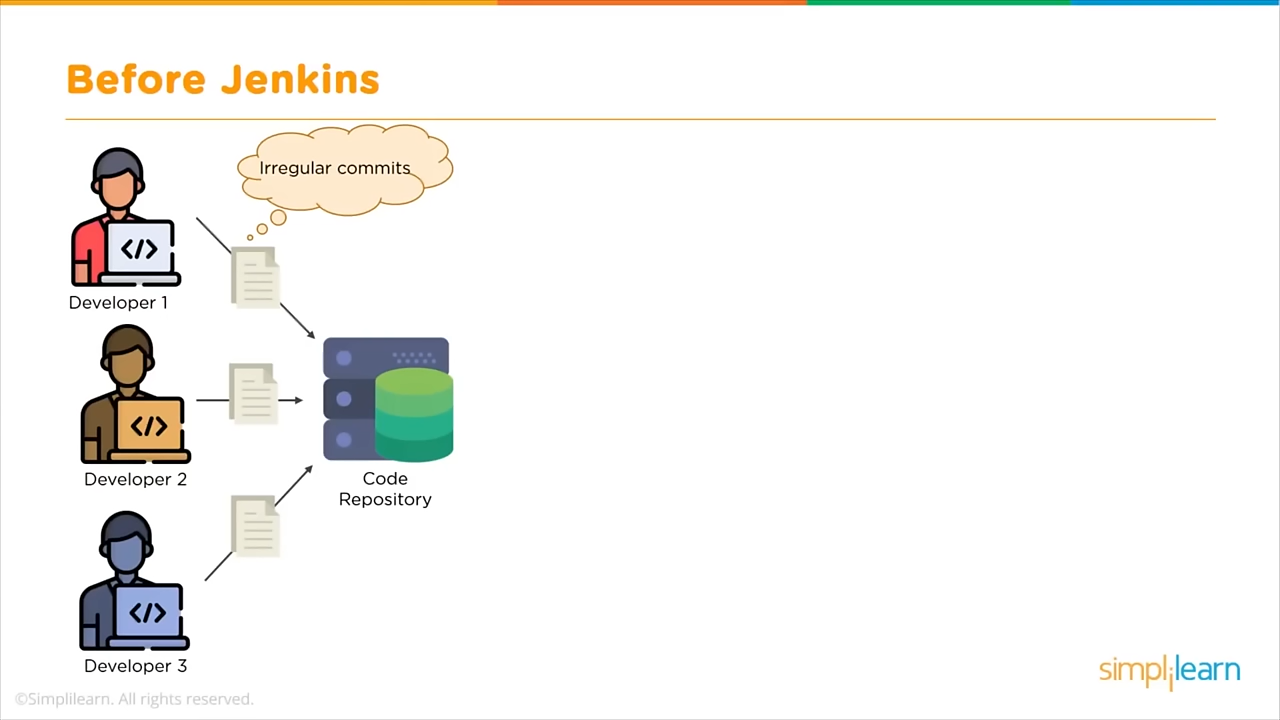 Before Jenkins
Irregular commits
</>
Developer 1
</>
Developer 2
Code
Repository
</>
Developer 3
simplilearn
©Simplilearn. All rights reserved.